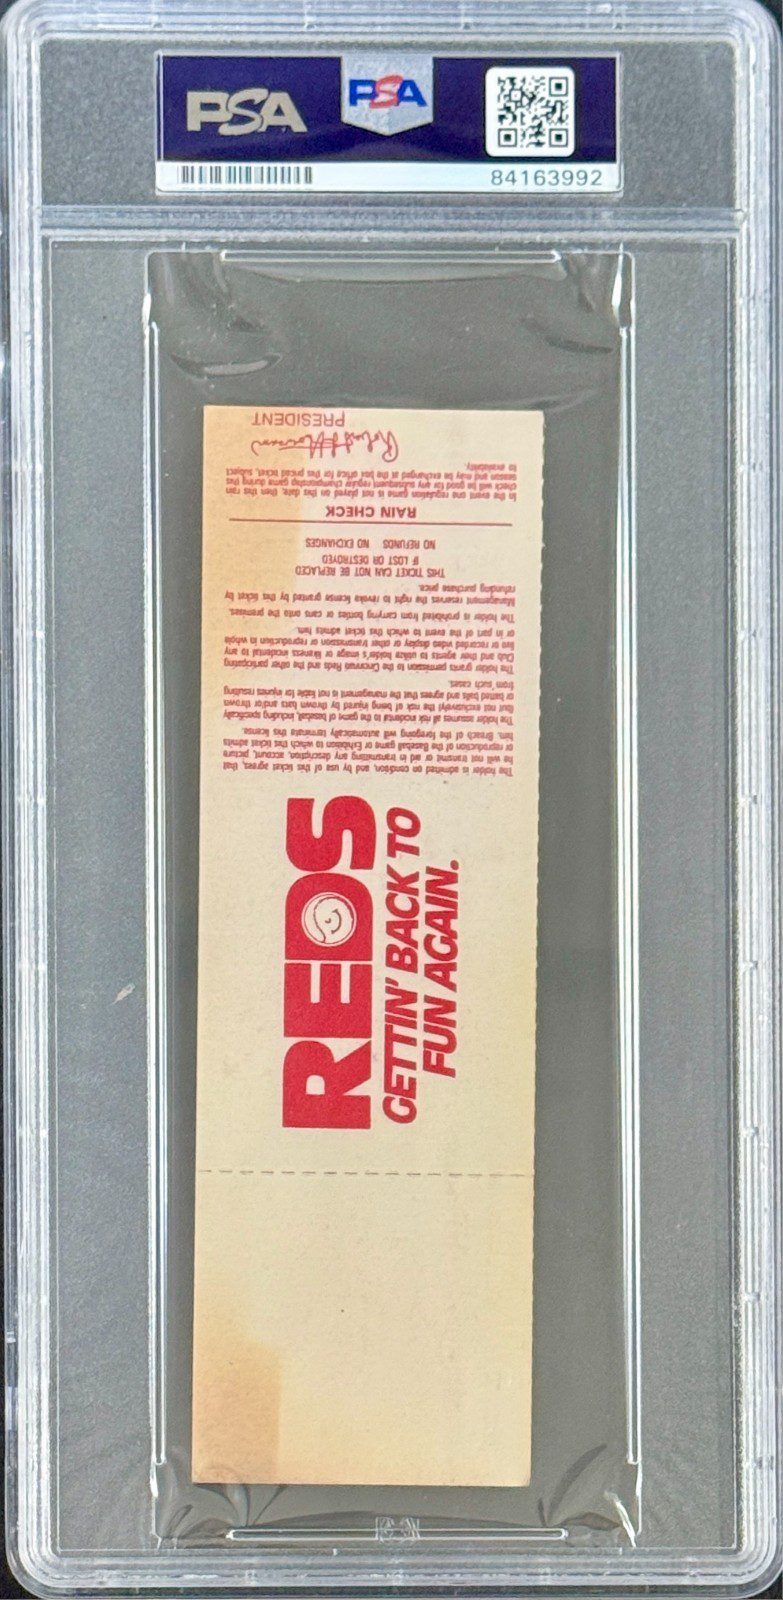 PSA
PSA
84163992
REDS
GETTIN' BACK TO
FUN AGAIN.
The holder is admitted on condition, and by use of this ticket agrees, that
he will not transmit or aid in transmitting any description, account, picture
or reproduction of the Baseball game or Exhibition to which this ticket admits
him. Breach of the foregoing will automatically terminate this license.
The holder assumes all risk incidental to the game of baseball, including specifically
(but not exclusively) the risk of being injured by thrown bats and/or thrown
or batted balls and agrees that the management is not liable for injuries resulting
from such cases.
The holder grants permission to the Cincinnati Reds and the other participating
Club and their agents to utilize holder's image or likeness incidental to any
live or recorded video display or other transmission or reproduction in whole
or in part of the event to which this ticket admits him.
The holder is prohibited from carrying bottles or cans onto the premises.
Management reserves the right to revoke license granted by this ticket by
refunding purchase price.
THIS TICKET CAN NOT BE REPLACED
IF LOST OR DESTROYED
NO REFUNDS NO EXCHANGES
RAIN CHECK
In the event one regulation game is not played on this date, then this rain
check will be good for any subsequent regular championship game during this
season and may be exchanged at the box office for this priced ticket, subject
to availability.
PRESIDENT